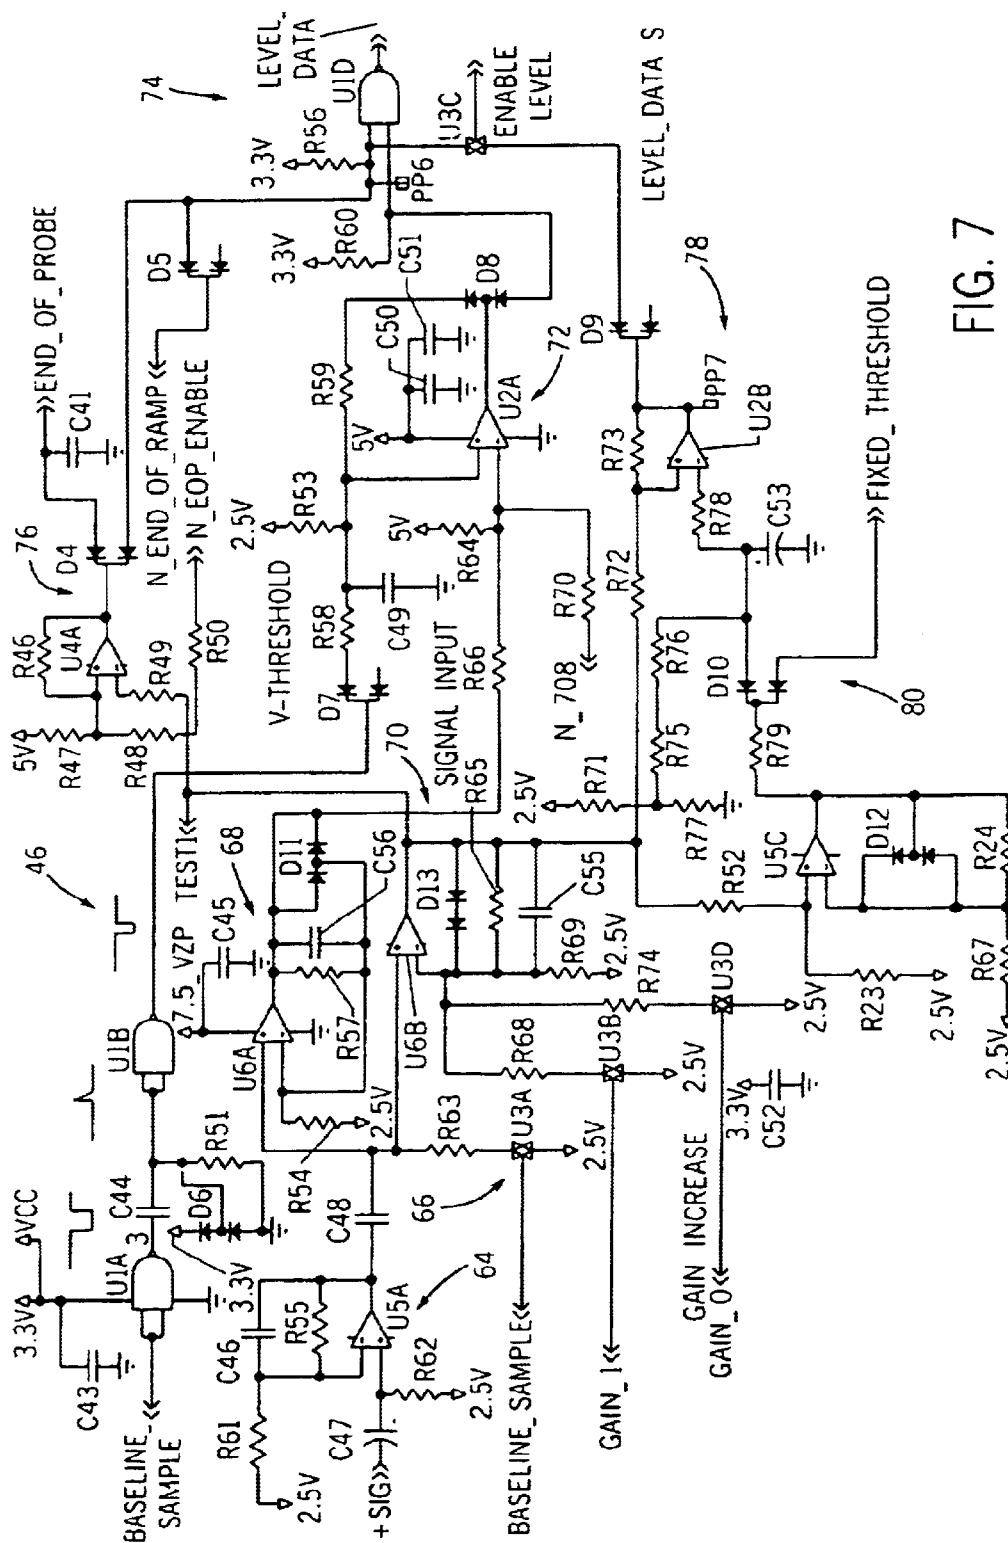 46
3.3V
VCC
C43
U1A
3
C44
BASELINE_
SAMPLE
3.3V
D6
R51
U1B
7.5_VZP
TEST1
C45
68
U6A
R57
C56
D11
R54
2.5V
5V
R47
R48
R46
U4A
R49
R50
76
D4
C41
END_OF_PROBE
N_END_OF_RAMP
N_EOP_ENABLE
D5
3.3V
R56
74
LEVEL_
DATA
U1D
PP6
3.3V
R60
U3C
ENABLE
LEVEL
V-THRESHOLD
D7
R58
C49
2.5V
R53
R59
5V
C50
C51
D8
U2A
72
SIGNAL INPUT
R66
5V
R64
R70
N_708
R61
2.5V
C46
R55
U5A
64
+SIG
C47
R62
2.5V
C48
66
R63
U3A
BASELINE_SAMPLE
2.5V
U6B
D13
70
R65
C55
R69
2.5V
R68
U3B
GAIN_1
2.5V
R74
U3D
GAIN INCREASE
GAIN_0
2.5V
3.3V
C52
2.5V
R71
R77
R75
R76
R72
R73
R78
U2B
PP7
78
D9
LEVEL_DATA S
C53
D10
80
FIXED_THRESHOLD
R79
R52
U5C
D12
R23
2.5V
R24
R67
2.5V
FIG. 7